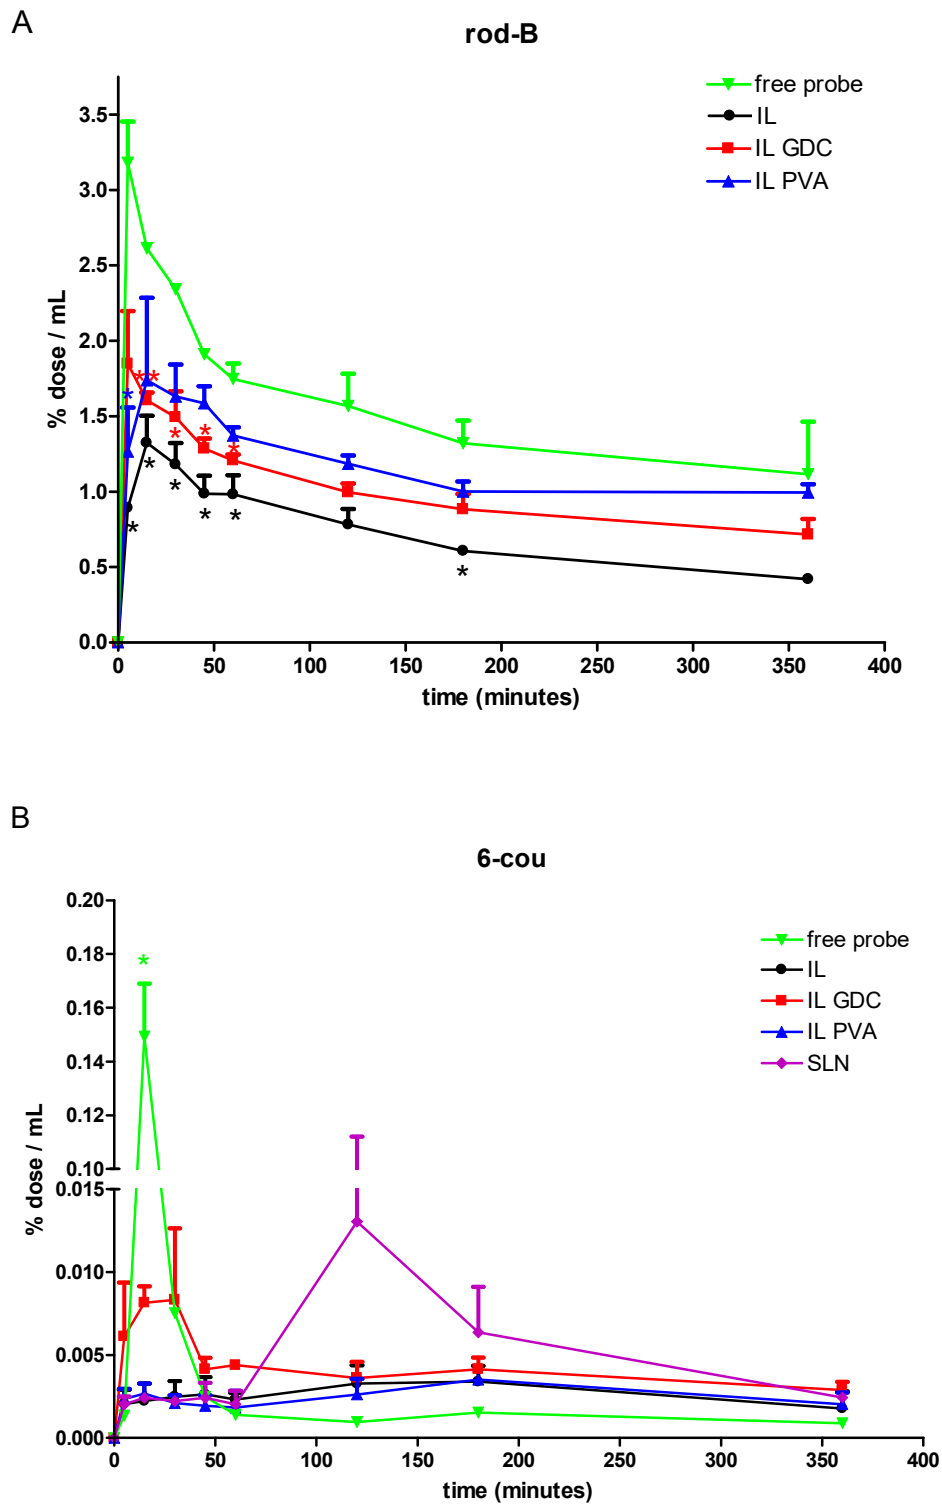 A
rod-B
free probe
IL
IL GDC
IL PVA
3.5
3.0
2.5
2.0
1.5
1.0
0.5
0.0
% dose / mL
* ** * * *
* * * * * *
0 50 100 150 200 250 300 350 400
time (minutes)
B
6-cou
free probe
IL
IL GDC
IL PVA
SLN
*
0.20
0.18
0.16
0.14
0.12
0.10
0.015
0.010
0.005
0.000
% dose / mL
0 50 100 150 200 250 300 350 400
time (minutes)